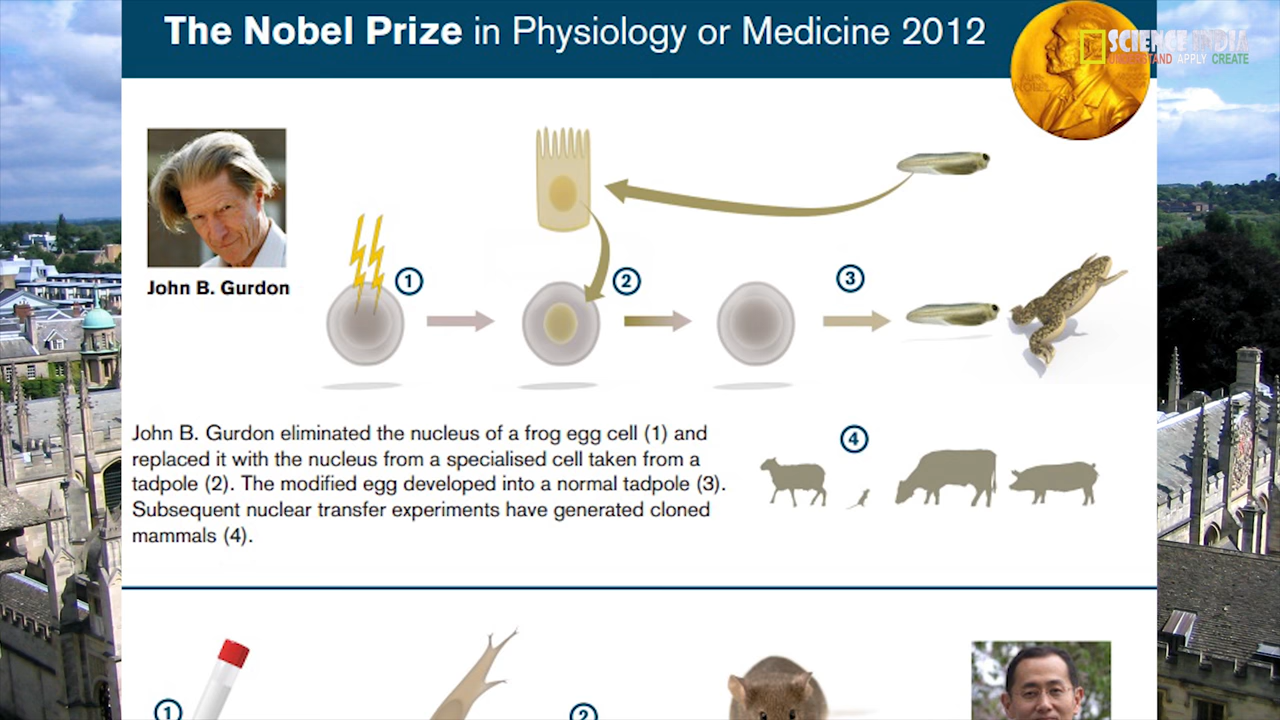 The Nobel Prize in Physiology or Medicine 2012
SCIENCE INDIA
UNDERSTAND APPLY CREATE
John B. Gurdon
1
2
3
John B. Gurdon eliminated the nucleus of a frog egg cell (1) and
replaced it with the nucleus from a specialised cell taken from a
tadpole (2). The modified egg developed into a normal tadpole (3).
Subsequent nuclear transfer experiments have generated cloned
mammals (4).
4
1
2